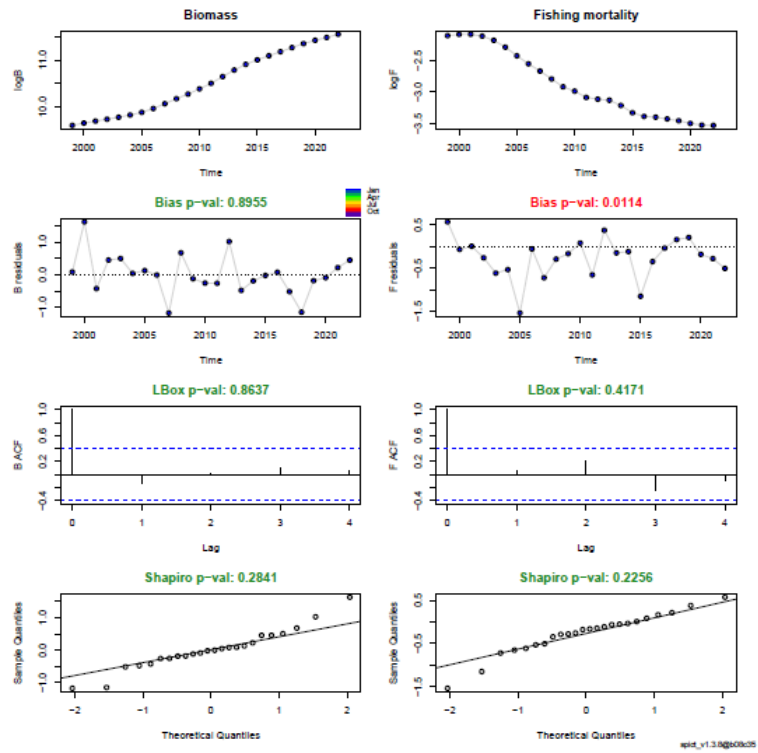 Biomass
Fishing mortality
logB
11.0
10.0
2000 2005 2010 2015 2020
Time
logF
−2.5
−3.0
−3.5
2000 2005 2010 2015 2020
Time
Bias p−val: 0.8955
Jan
Apr
Jul
Oct
Bias p−val: 0.0114
B residuals
1.0
0.0
−1.0
2000 2005 2010 2015 2020
Time
F residuals
0.5
−0.5
−1.5
2000 2005 2010 2015 2020
Time
LBox p−val: 0.8637
LBox p−val: 0.4171
B ACF
1.0
0.6
0.2
−0.4
0 1 2 3 4
Lag
F ACF
1.0
0.6
0.2
−0.4
0 1 2 3 4
Lag
Shapiro p−val: 0.2841
Shapiro p−val: 0.2256
Sample Quantiles
1.0
0.0
−1.0
−2 −1 0 1 2
Theoretical Quantiles
Sample Quantiles
0.5
−0.5
−1.5
−2 −1 0 1 2
Theoretical Quantiles